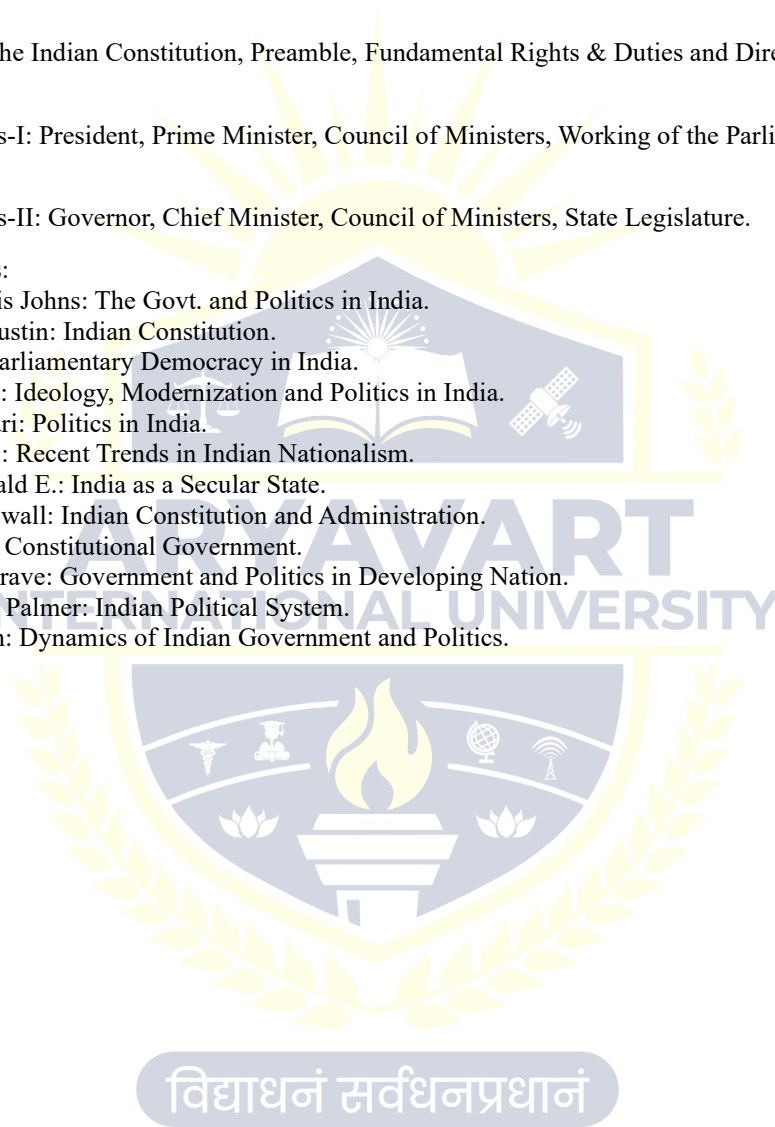 he Indian Constitution, Preamble, Fundamental Rights & Duties and Dire
s-I: President, Prime Minister, Council of Ministers, Working of the Parli
s-II: Governor, Chief Minister, Council of Ministers, State Legislature.
s:
is Johns: The Govt. and Politics in India.
ustin: Indian Constitution.
arliamentary Democracy in India.
: Ideology, Modernization and Politics in India.
ri: Politics in India.
: Recent Trends in Indian Nationalism.
ald E.: India as a Secular State.
wall: Indian Constitution and Administration.
Constitutional Government.
rave: Government and Politics in Developing Nation.
Palmer: Indian Political System.
n: Dynamics of Indian Government and Politics.
ARYAVART
INTERNATIONAL UNIVERSITY
विद्याधनं सर्वधनप्रधानं